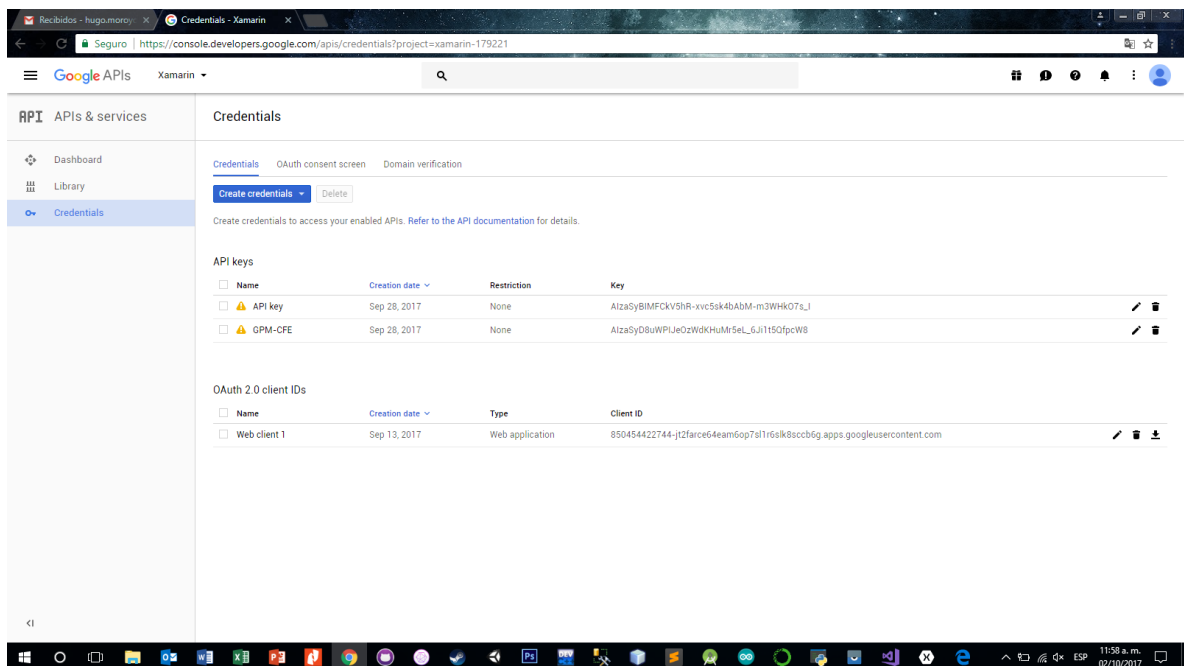 Recibidos - hugo.moroy
Credentials - Xamarin
Seguro https://console.developers.google.com/apis/credentials?project=xamarin-179221
Google APIs Xamarin
API APIs & services
Credentials
Dashboard
Library
Credentials
Credentials OAuth consent screen Domain verification
Create credentials Delete
Create credentials to access your enabled APIs. Refer to the API documentation for details.
API keys
Name Creation date Restriction Key
API key Sep 28, 2017 None AIzaSyBIMFCkV5hR-xvc5sk4bAbM-m3WHkO7s_I
GPM-CFE Sep 28, 2017 None AIzaSyD8uWPIJeOzWdKHuMr5eL_6Ji1t5QfpcW8
OAuth 2.0 client IDs
Name Creation date Type Client ID
Web client 1 Sep 13, 2017 Web application 850454422744-jt2farce64eam6op7sl1r6slk8sccb6g.apps.googleusercontent.com
Ps DEV
ESP 11:58 a. m.
02/10/2017